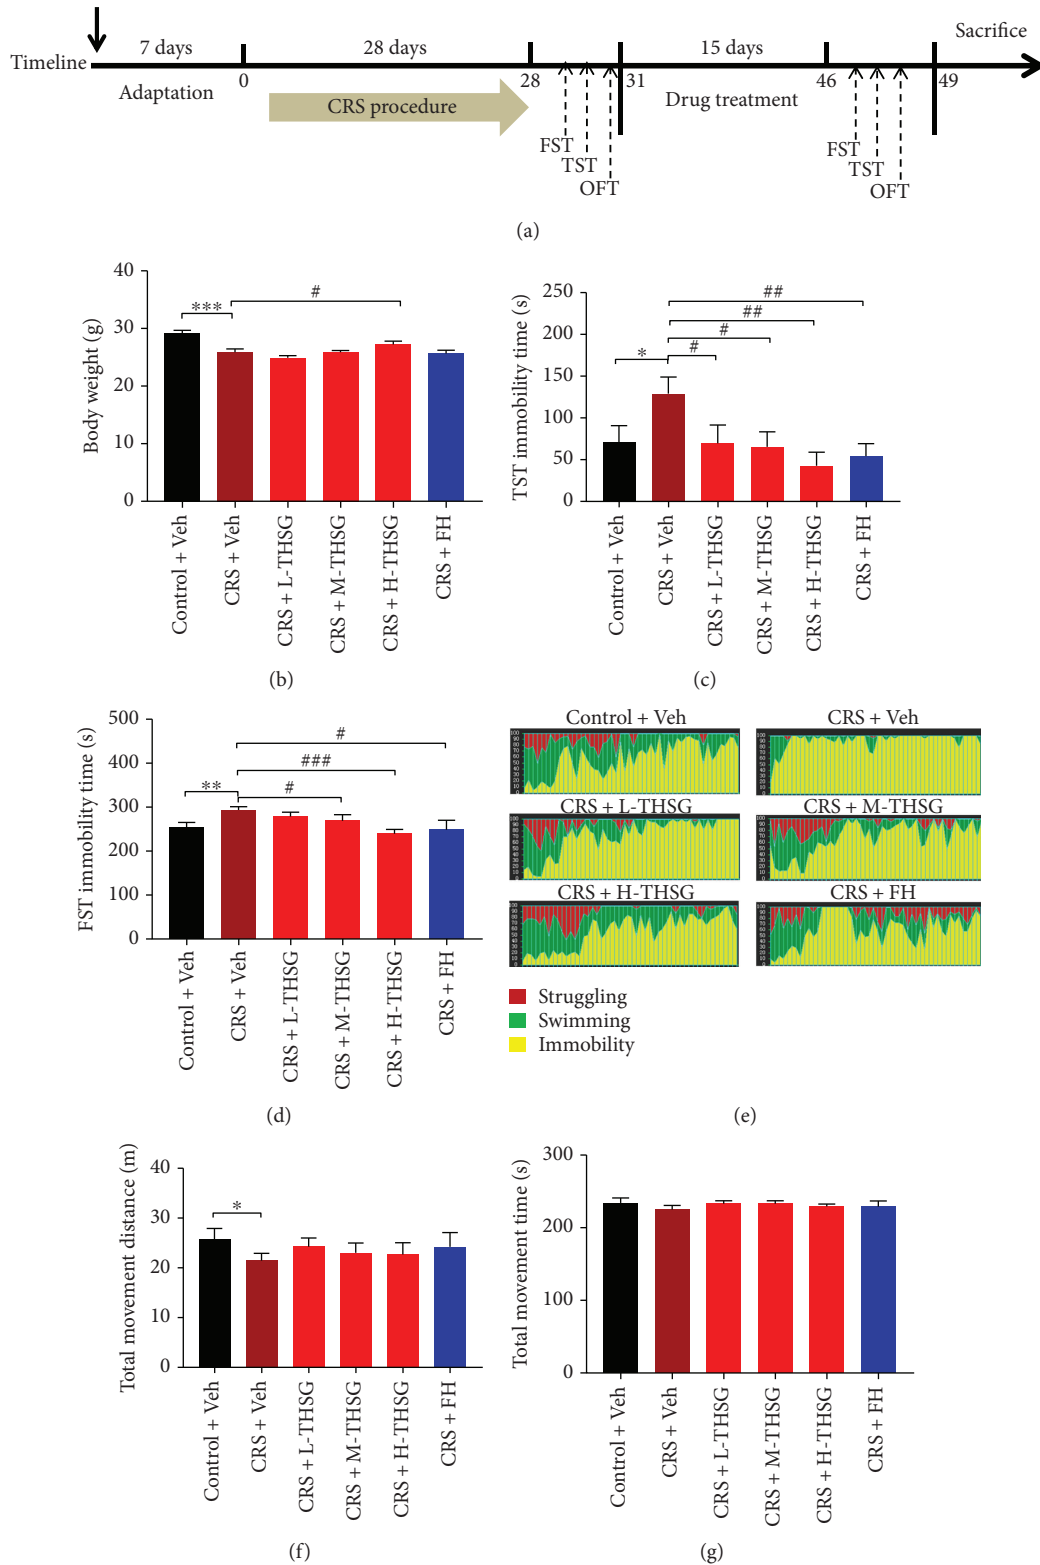 Timeline
7 days
28 days
15 days
Sacrifice
0
28
31
46
49
Adaptation
CRS procedure
Drug treatment
FST
TST
OFT
FST
TST
OFT
(a)
Body weight (g)
40
30
20
10
0
***
#
Control + Veh
CRS + Veh
CRS + L-THSG
CRS + M-THSG
CRS + H-THSG
CRS + FH
(b)
TST immobility time (s)
250
200
150
100
50
0
*
#
#
##
##
Control + Veh
CRS + Veh
CRS + L-THSG
CRS + M-THSG
CRS + H-THSG
CRS + FH
(c)
FST immobility time (s)
500
400
300
200
100
0
**
#
###
#
Control + Veh
CRS + Veh
CRS + L-THSG
CRS + M-THSG
CRS + H-THSG
CRS + FH
(d)
Control + Veh
CRS + Veh
CRS + L-THSG
CRS + M-THSG
CRS + H-THSG
CRS + FH
Struggling
Swimming
Immobility
(e)
Total movement distance (m)
40
30
20
10
0
*
Control + Veh
CRS + Veh
CRS + L-THSG
CRS + M-THSG
CRS + H-THSG
CRS + FH
(f)
Total movement time (s)
300
200
100
0
Control + Veh
CRS + Veh
CRS + L-THSG
CRS + M-THSG
CRS + H-THSG
CRS + FH
(g)